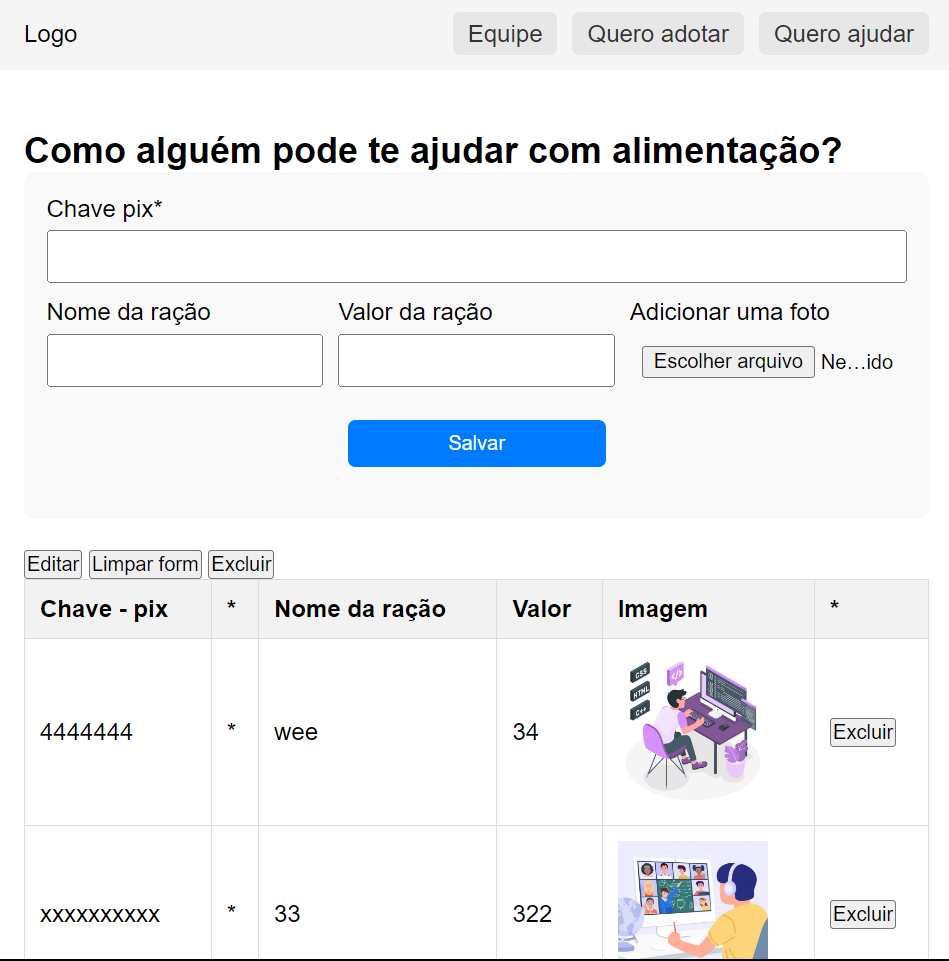 Logo Equipe Quero adotar Quero ajudar
Como alguém pode te ajudar com alimentação?
Chave pix*
Nome da ração Valor da ração Adicionar uma foto
Escolher arquivo Ne…ido
Salvar
Editar Limpar form Excluir
Chave - pix * Nome da ração Valor Imagem *
CSS
HTML
C++
</>
4444444 * wee 34 Excluir
xxxxxxxxxx * 33 322 Excluir